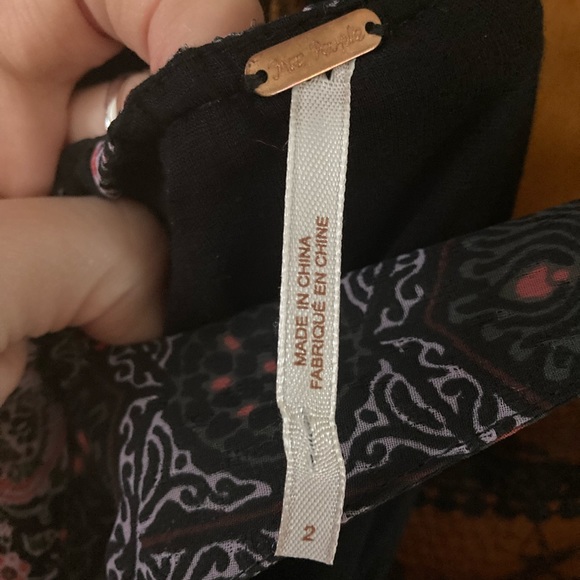 Free People
MADE IN CHINA
FABRIQUÉ EN CHINE
2